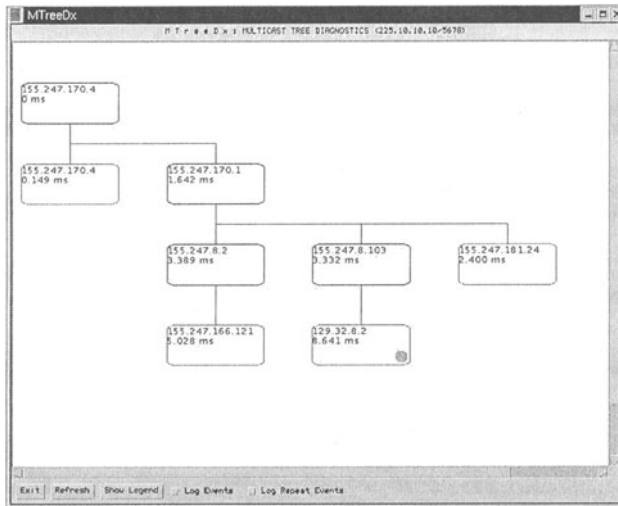 MTreeDx
M T r e e D x : MULTICAST TREE DIAGNOSTICS (225.10.10.10/5678)
155.247.170.4
0 ms
155.247.170.4
0.149 ms
155.247.170.1
1.642 ms
155.247.8.2
3.389 ms
155.247.8.103
3.332 ms
155.247.181.24
2.400 ms
155.247.166.121
5.028 ms
129.32.8.2
8.641 ms
Exit Refresh Show Legend Log Events Log Repeat Events